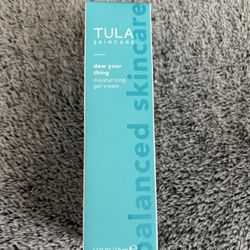 TULA
SKINCARE
dew your
thing
moisturizing
gel cream
balanced skincare